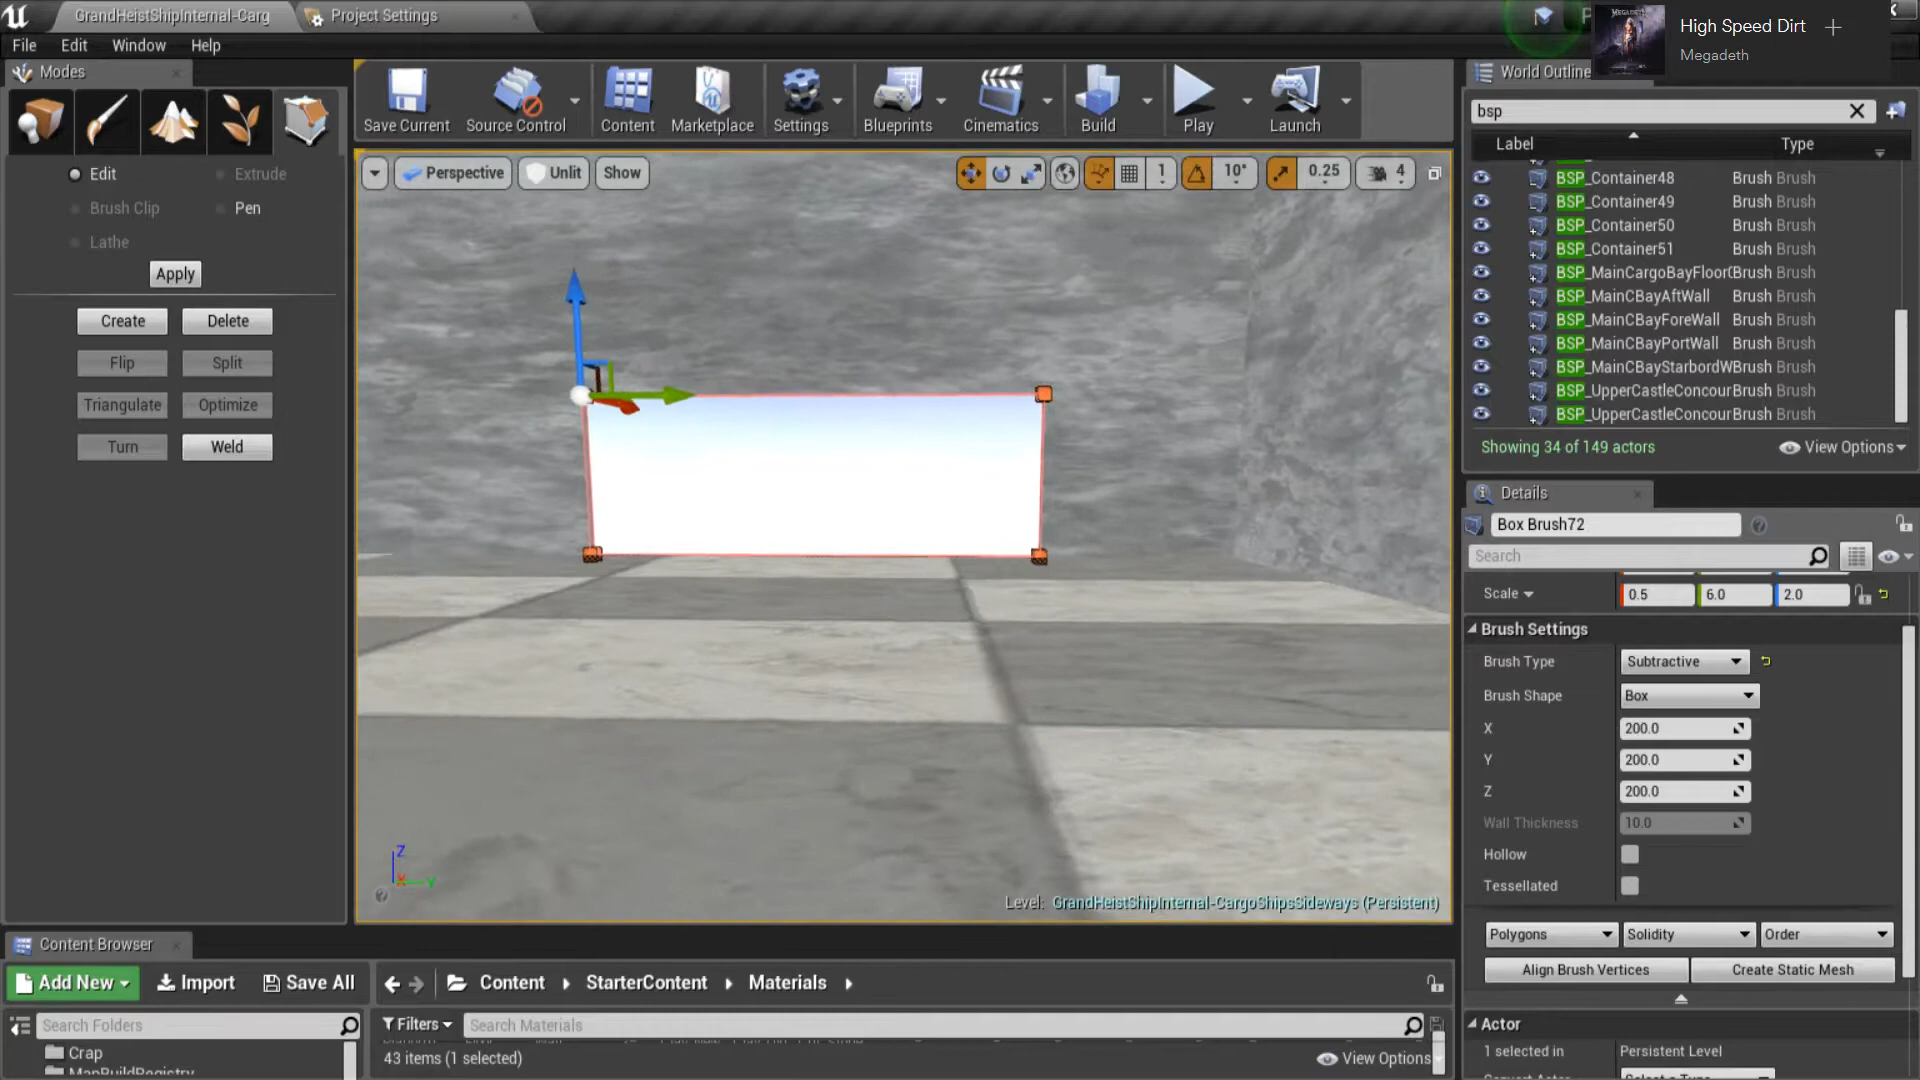 GrandHeistShipInternal-Carg
Project Settings
High Speed Dirt
Megadeth
File Edit Window Help
Modes
Save Current
Source Control
Content
Marketplace
Settings
Blueprints
Cinematics
Build
Play
Launch
World Outline
bsp
Label
Type
Edit
Extrude
Brush Clip
Pen
Lathe
Apply
Create
Delete
Flip
Split
Triangulate
Optimize
Turn
Weld
Perspective
Unlit
Show
1
10°
0.25
4
BSP_Container48 Brush Brush
BSP_Container49 Brush Brush
BSP_Container50 Brush Brush
BSP_Container51 Brush Brush
BSP_MainCargoBayFloor Brush Brush
BSP_MainCBayAftWall Brush Brush
BSP_MainCBayForeWall Brush Brush
BSP_MainCBayPortWall Brush Brush
BSP_MainCBayStarbordW Brush Brush
BSP_UpperCastleConcour Brush Brush
BSP_UpperCastleConcour Brush Brush
Showing 34 of 149 actors
View Options
Details
Box Brush72
Search
Scale
0.5
6.0
2.0
Brush Settings
Brush Type
Subtractive
Brush Shape
Box
X
200.0
Y
200.0
Z
200.0
Wall Thickness
10.0
Hollow
Tessellated
Polygons
Solidity
Order
Align Brush Vertices
Create Static Mesh
Actor
1 selected in
Persistent Level
Z
X
Y
Level: GrandHeistShipInternal-CargoShipsSideways (Persistent)
Content Browser
Add New
Import
Save All
Content
StarterContent
Materials
Search Folders
Filters
Search Materials
Crap
MapBuildRegistry
43 items (1 selected)
View Options